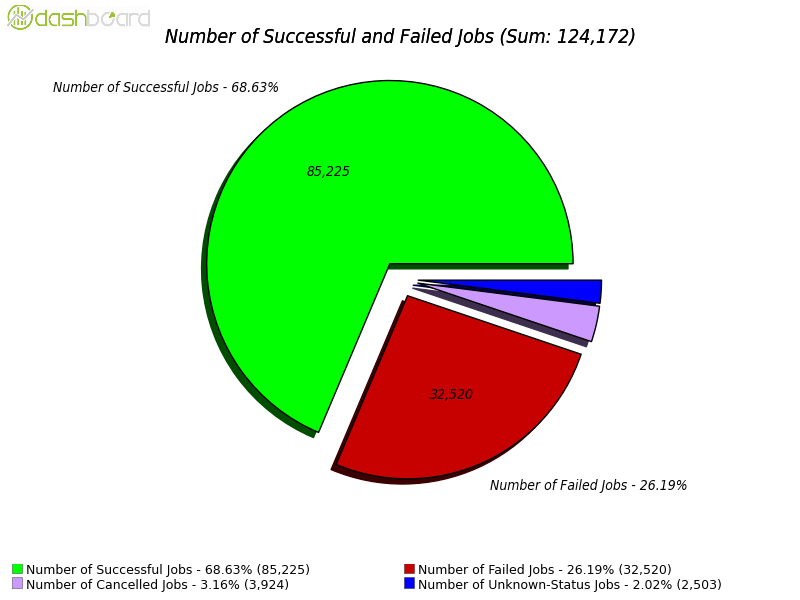 dashboard
Number of Successful and Failed Jobs (Sum: 124,172)
Number of Successful Jobs - 68.63%
85,225
32,520
Number of Failed Jobs - 26.19%
Number of Successful Jobs - 68.63% (85,225)
Number of Failed Jobs - 26.19% (32,520)
Number of Cancelled Jobs - 3.16% (3,924)
Number of Unknown-Status Jobs - 2.02% (2,503)